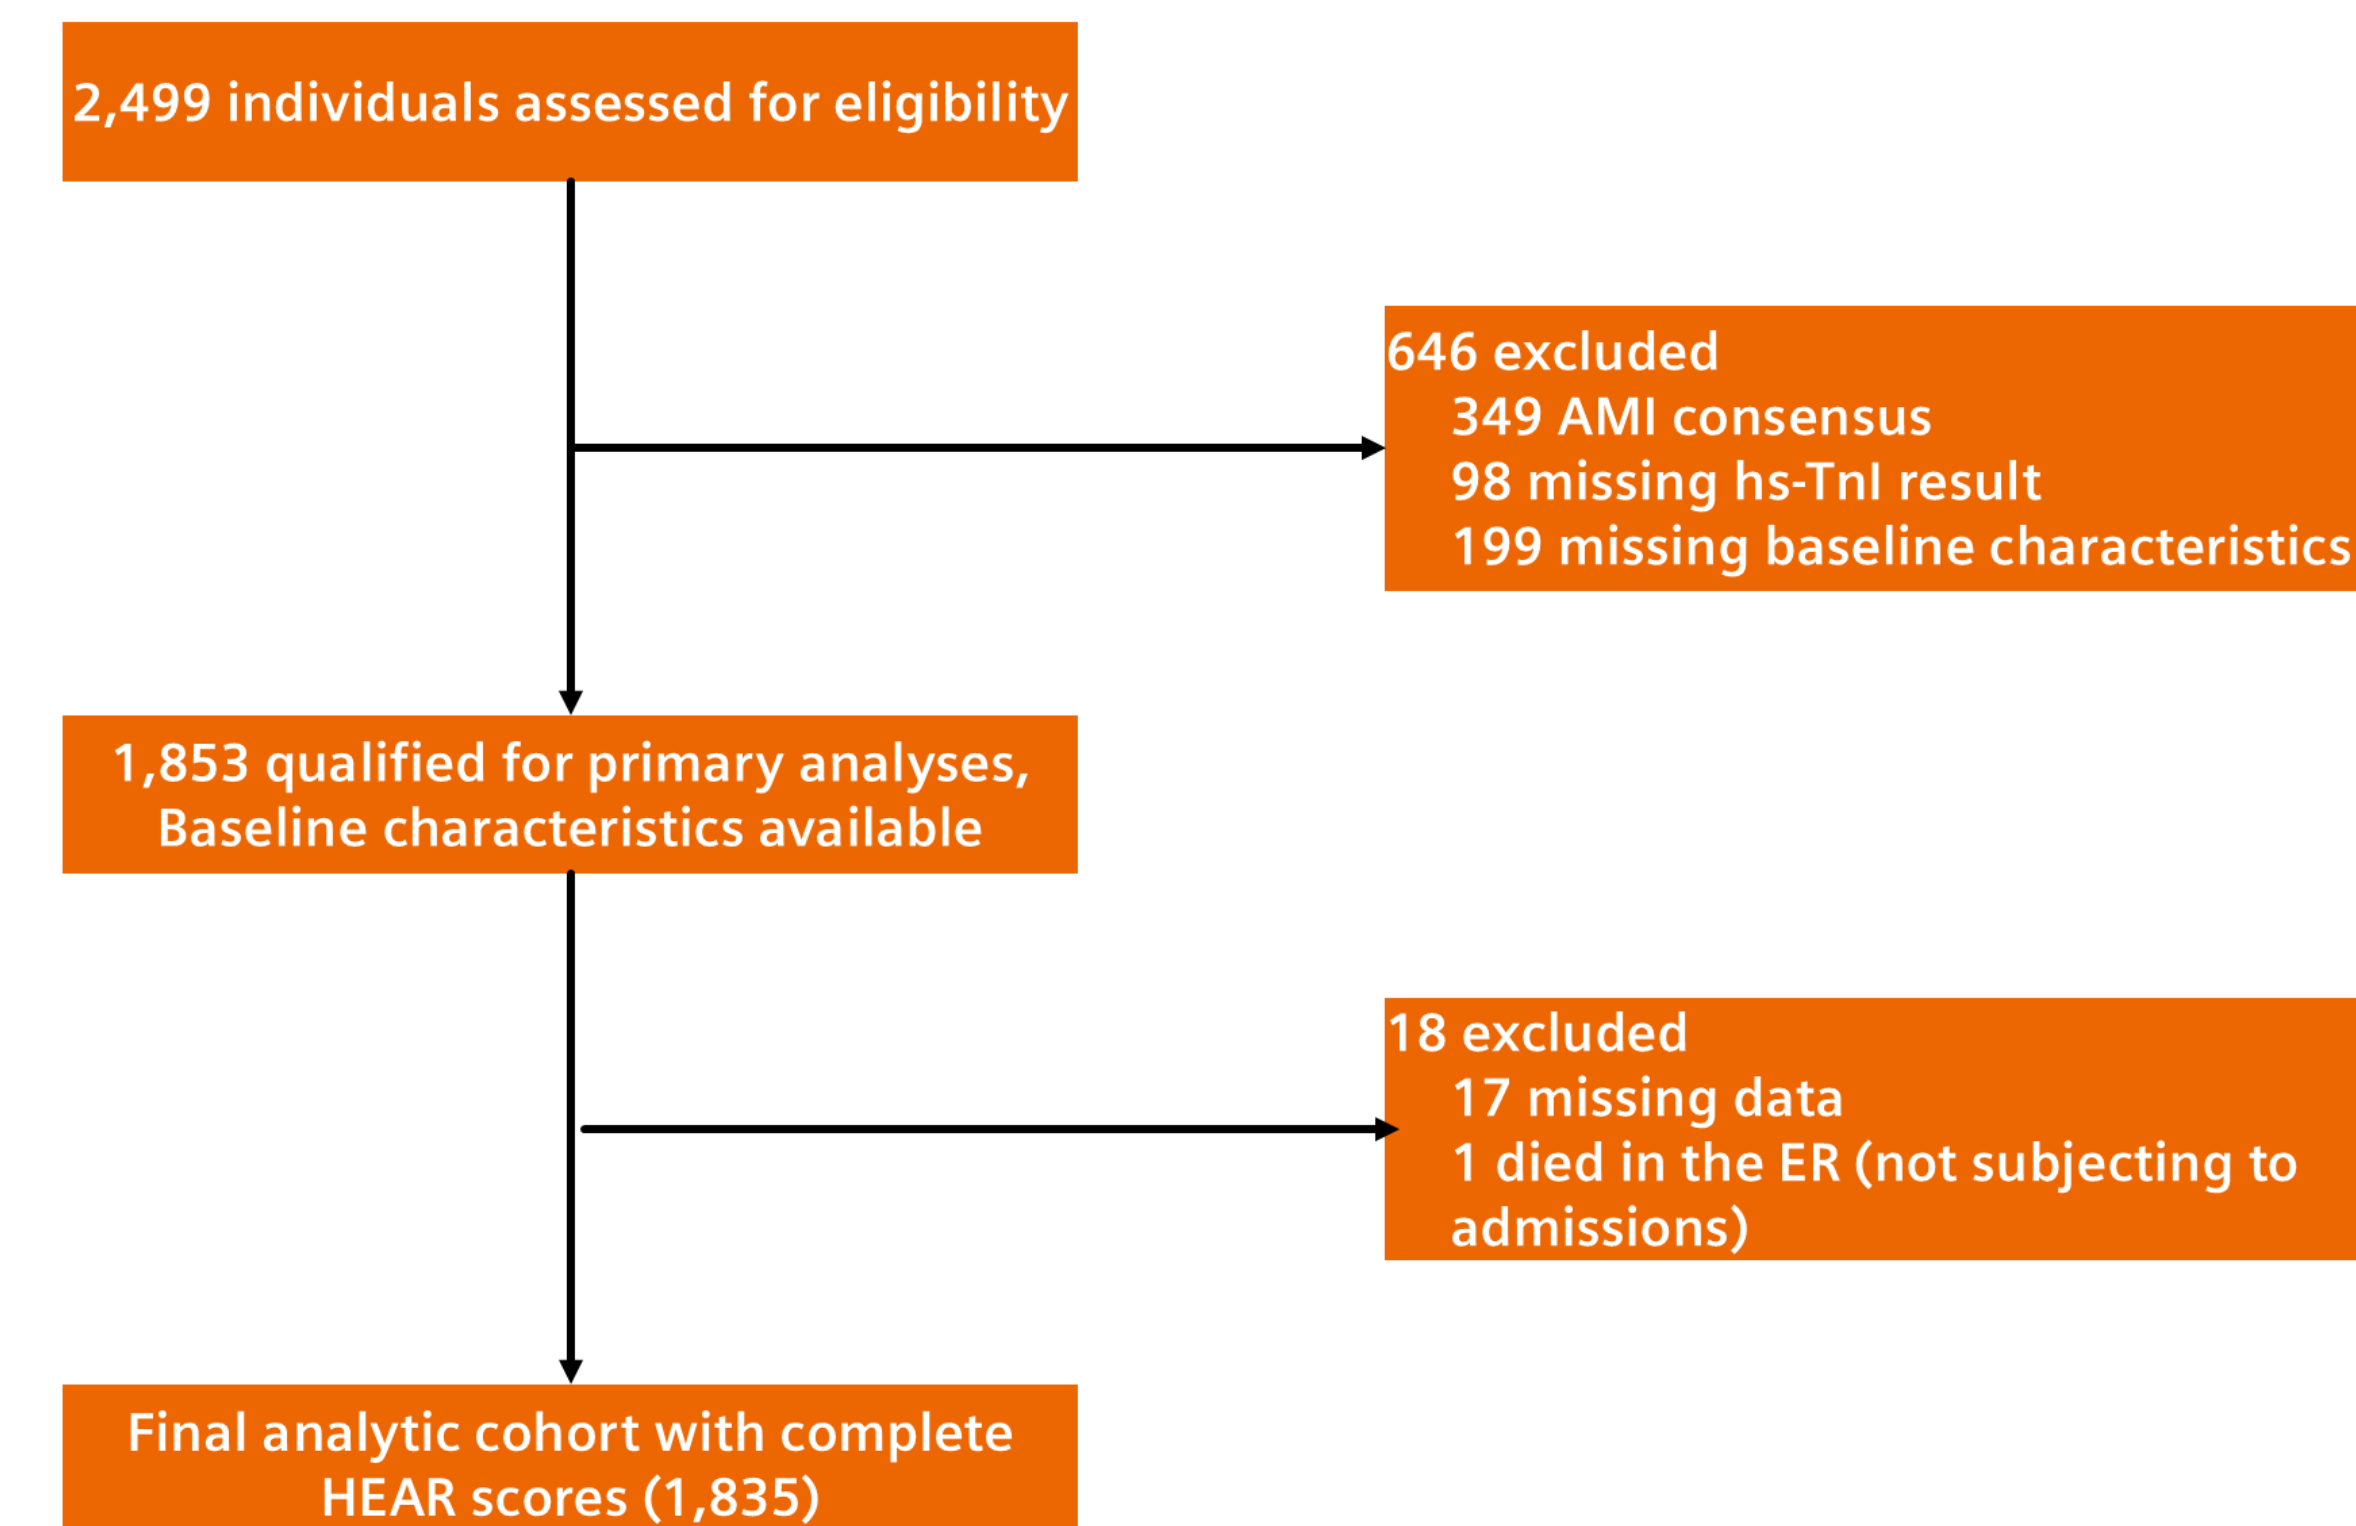 2,499 individuals assessed for eligibility
646 excluded
349 AMI consensus
98 missing hs-TnI result
199 missing baseline characteristics
1,853 qualified for primary analyses,
Baseline characteristics available
18 excluded
17 missing data
1 died in the ER (not subjecting to
admissions)
Final analytic cohort with complete
HEAR scores (1,835)